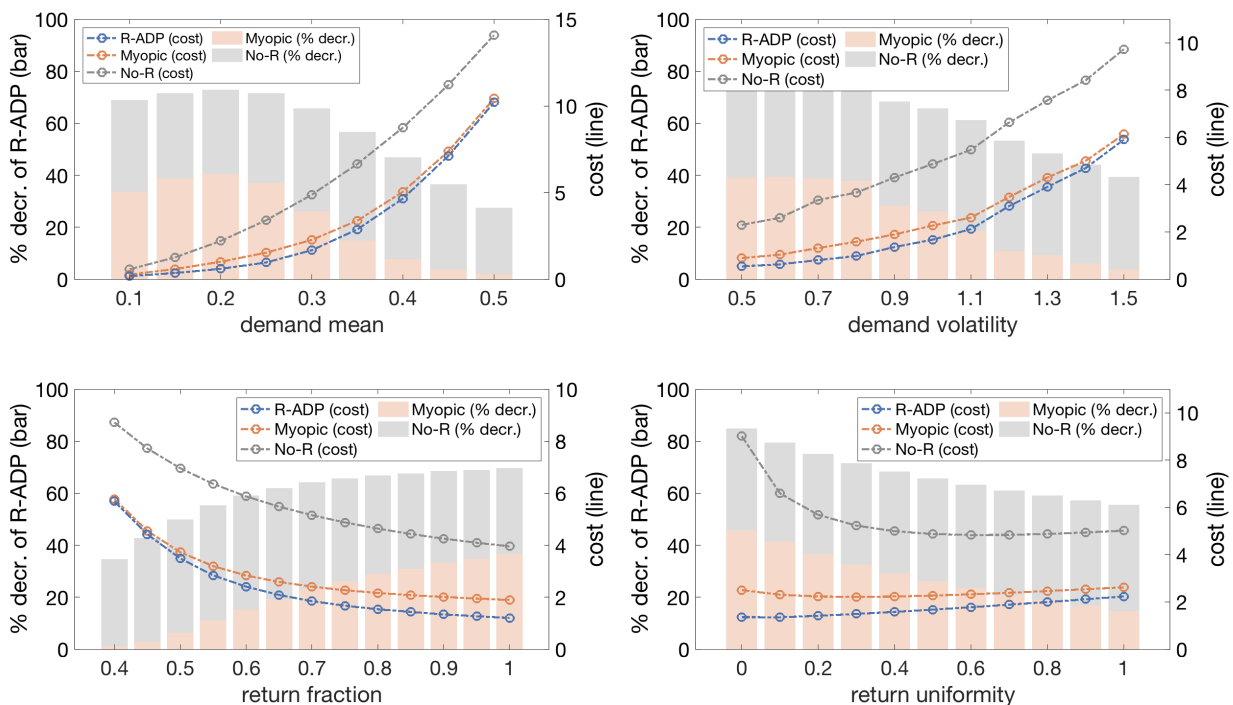 % decr. of R-ADP (bar)
100
80
60
40
20
0
R-ADP (cost)
Myopic (cost)
No-R (cost)
Myopic (% decr.)
No-R (% decr.)
15
10
5
0
cost (line)
0.1 0.2 0.3 0.4 0.5
demand mean
% decr. of R-ADP (bar)
100
80
60
40
20
0
R-ADP (cost)
Myopic (cost)
No-R (cost)
Myopic (% decr.)
No-R (% decr.)
10
8
6
4
2
0
cost (line)
0.5 0.7 0.9 1.1 1.3 1.5
demand volatility
% decr. of R-ADP (bar)
100
80
60
40
20
0
R-ADP (cost)
Myopic (cost)
No-R (cost)
Myopic (% decr.)
No-R (% decr.)
10
8
6
4
2
0
cost (line)
0.4 0.5 0.6 0.7 0.8 0.9 1
return fraction
% decr. of R-ADP (bar)
100
80
60
40
20
0
R-ADP (cost)
Myopic (cost)
No-R (cost)
Myopic (% decr.)
No-R (% decr.)
10
8
6
4
2
0
cost (line)
0 0.2 0.4 0.6 0.8 1
return uniformity